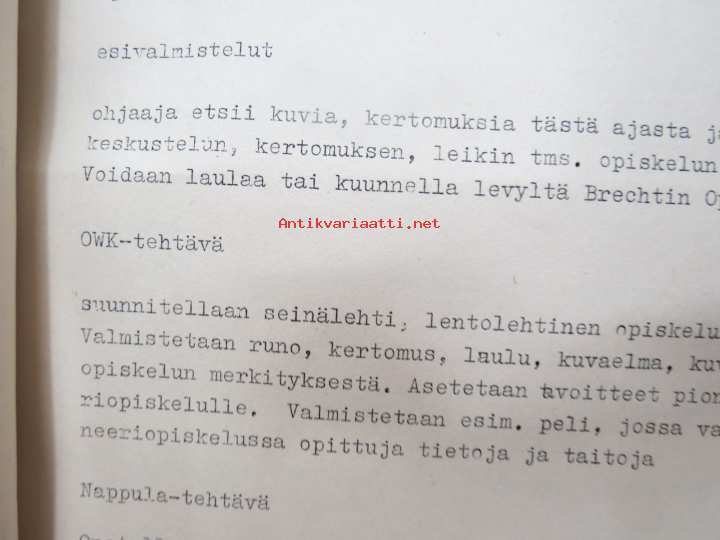 esivalmistelut
ohjaaja etsii kuvia, kertomuksia tästä ajasta
keskustelun, kertomuksen, leikin tms. opiskelun
Voidaan laulaa tai kuunnella levyltä Brechtin
Antikvariaatti.net
OWK-tehtävä
suunnitellaan seinälehti, lentolehtinen
Valmistetaan runo, kertomus, laulu, kuvaelma,
opiskelun merkityksestä. Asetetaan tavoitteet
riopiskelulle. Valmistetaan esim. peli, jossa
neeriopiskelussa opittuja tietoja ja taitoja
Nappula-tehtävä